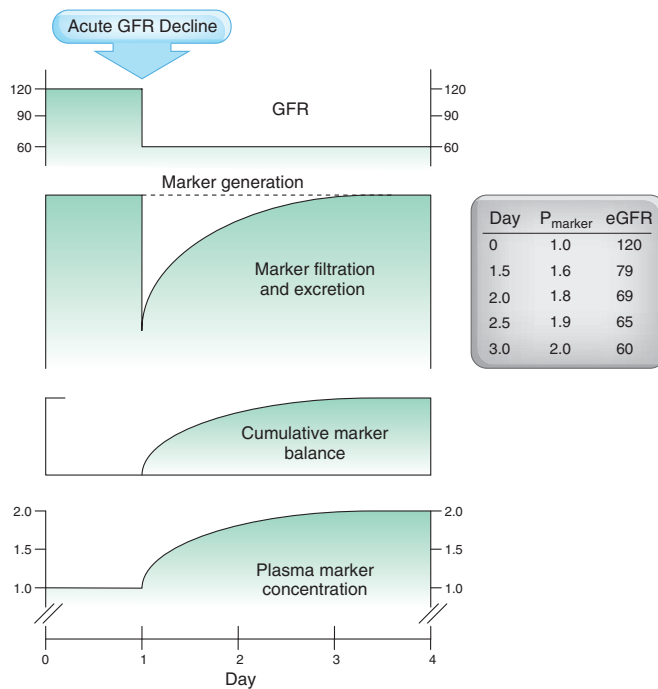 Acute GFR Decline
120
90
60
GFR
120
90
60
Marker generation
Marker filtration
and excretion
Day P_marker eGFR
0 1.0 120
1.5 1.6 79
2.0 1.8 69
2.5 1.9 65
3.0 2.0 60
Cumulative marker
balance
2.0
1.5
1.0
Plasma marker
concentration
2.0
1.5
1.0
0 1 2 3 4
Day